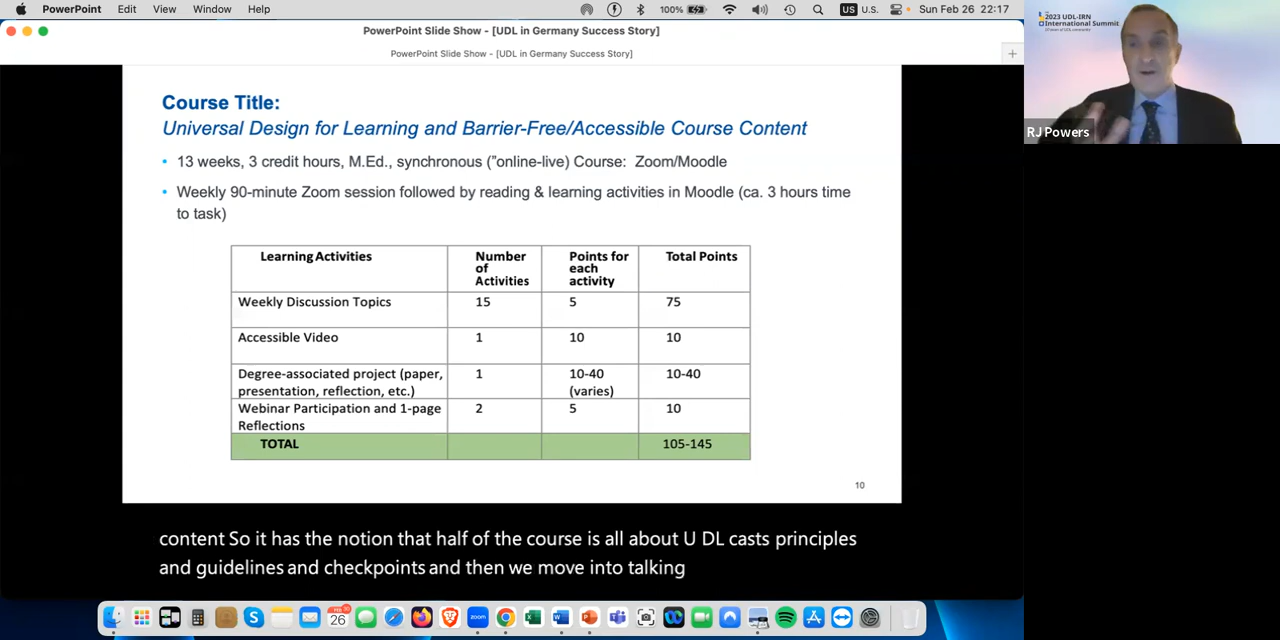 PowerPoint Edit View Window Help 100% US U.S. Sun Feb 26 22:17
PowerPoint Slide Show - [UDL in Germany Success Story]
PowerPoint Slide Show - [UDL in Germany Success Story]
Course Title:
Universal Design for Learning and Barrier-Free/Accessible Course Content
• 13 weeks, 3 credit hours, M.Ed., synchronous ("online-live) Course: Zoom/Moodle
• Weekly 90-minute Zoom session followed by reading & learning activities in Moodle (ca. 3 hours time
to task)
Learning Activities Number of Activities Points for each activity Total Points
Weekly Discussion Topics 15 5 75
Accessible Video 1 10 10
Degree-associated project (paper, presentation, reflection, etc.) 1 10-40 (varies) 10-40
Webinar Participation and 1-page Reflections 2 5 10
TOTAL 105-145
10
content So it has the notion that half of the course is all about U DL casts principles
and guidelines and checkpoints and then we move into talking
2023 UDL-IRN
International Summit
RJ Powers
26
zoom